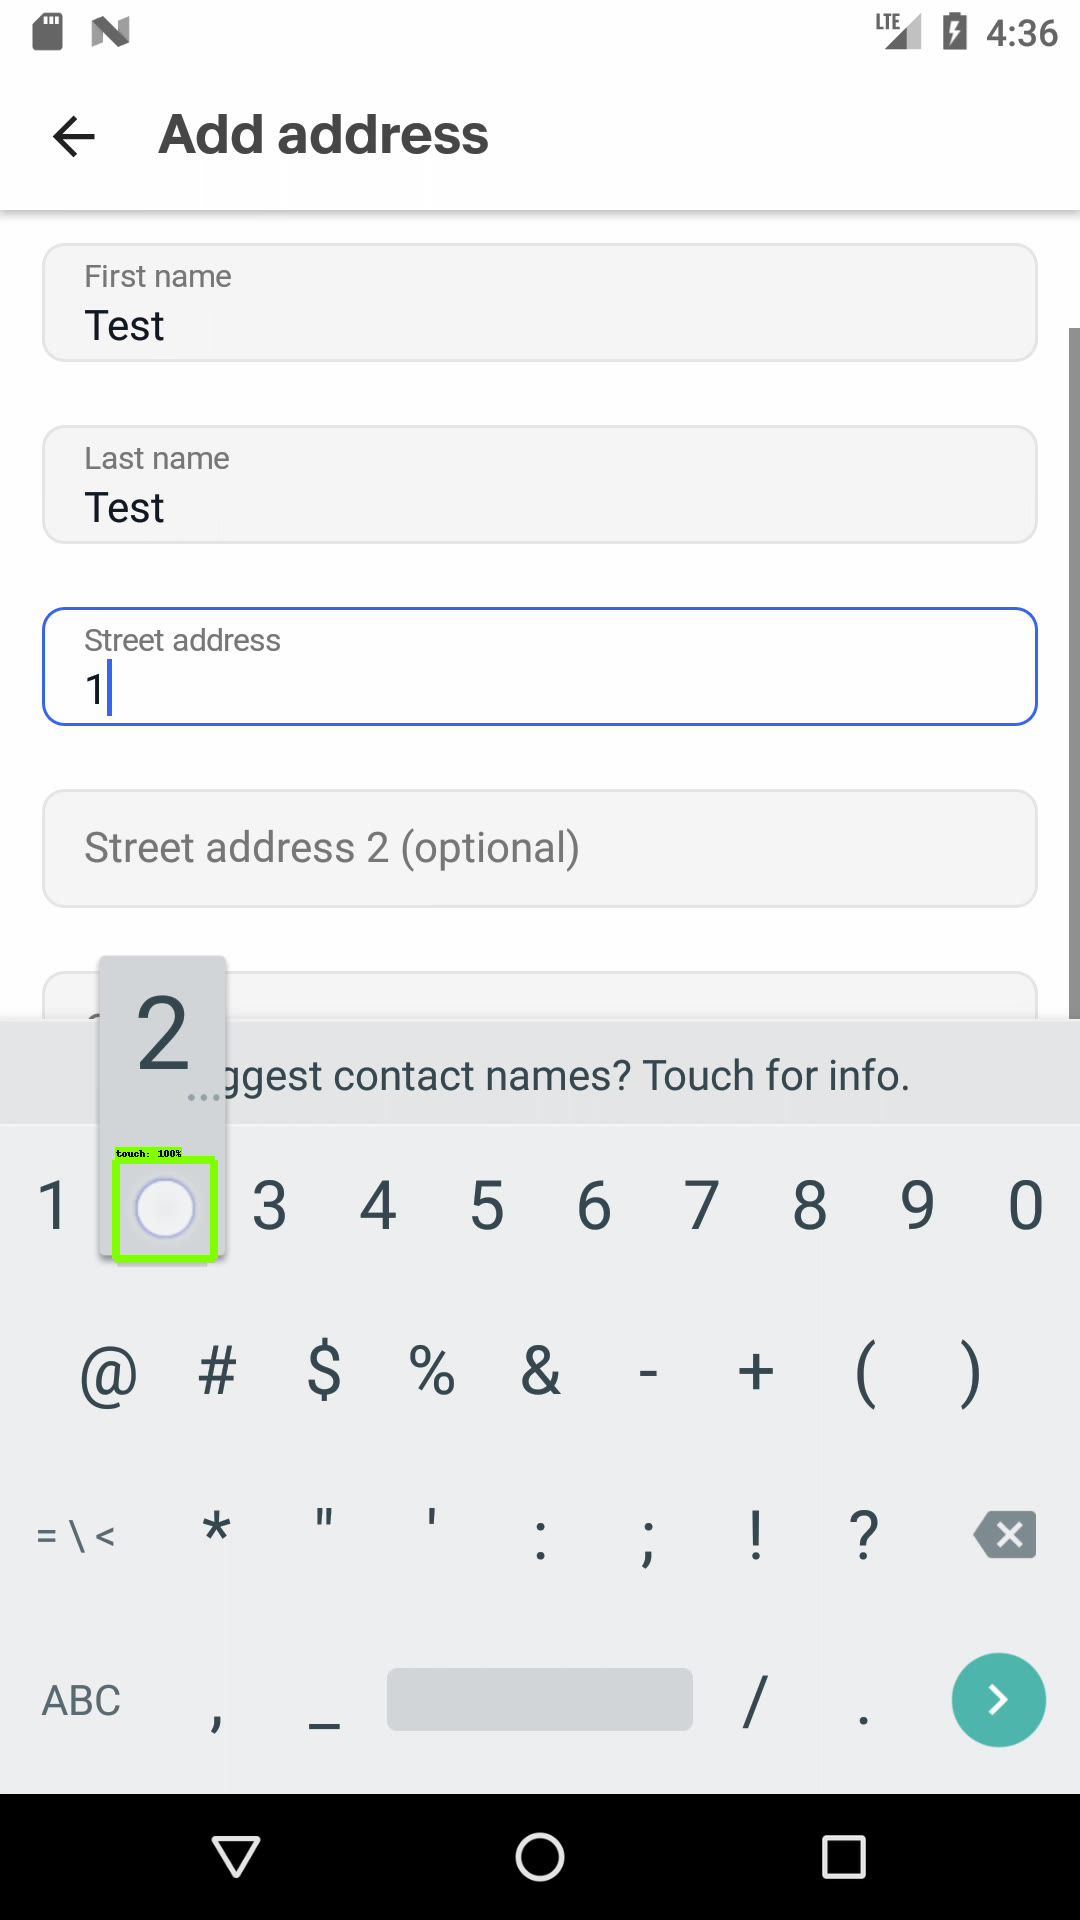 LTE 4:36
Add address
First name
Test
Last name
Test
Street address
1
Street address 2 (optional)
2
...ggest contact names? Touch for info.
touch: 100%
1 3 4 5 6 7 8 9 0
@ # $ % & - + ( )
= \ < * " ' : ; ! ?
ABC , _ / .